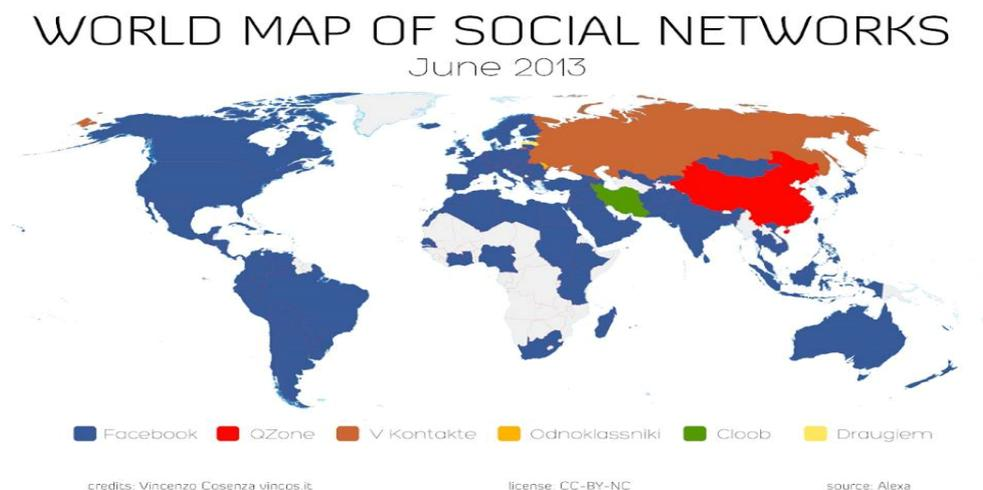 WORLD MAP OF SOCIAL NETWORKS
June 2013
Facebook QZone V Kontakte Odnoklassniki Cloob Draugiem
credits: Vincenzo Cosenza vincos.it license: CC-BY-NC source: Alexa